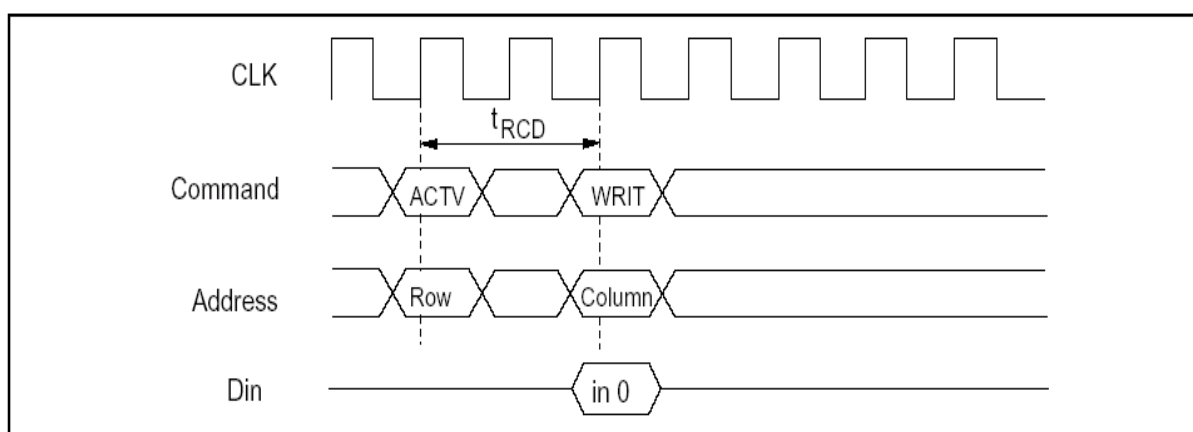 CLK
tRCD
Command ACTV WRIT
Address Row Column
Din in 0